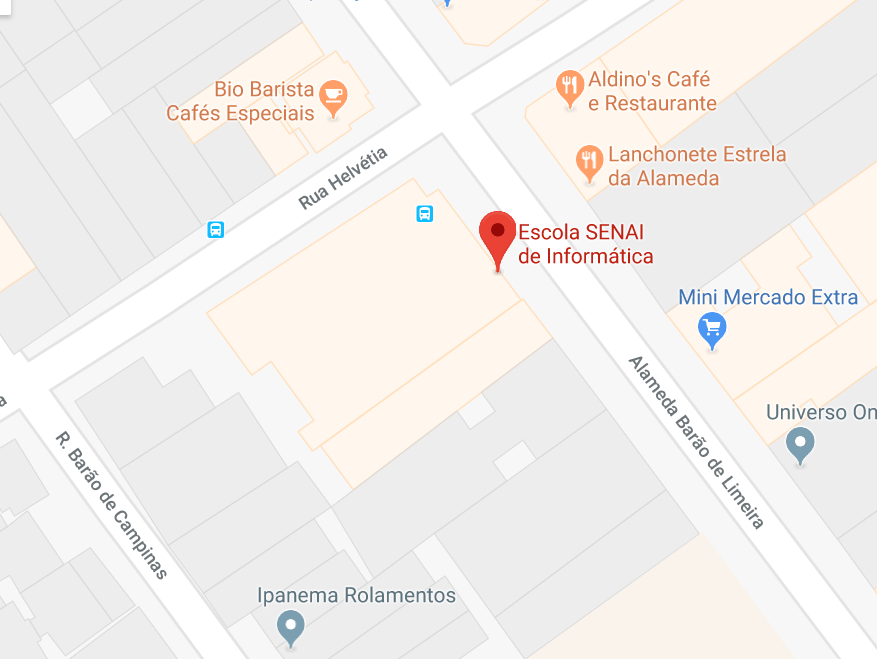 Bio Barista
Cafés Especiais
Aldino's Café
e Restaurante
Rua Helvétia
Lanchonete Estrela
da Alameda
Escola SENAI
de Informática
Mini Mercado Extra
Alameda Barão de Limeira
Universo On
R. Barão de Campinas
Ipanema Rolamentos